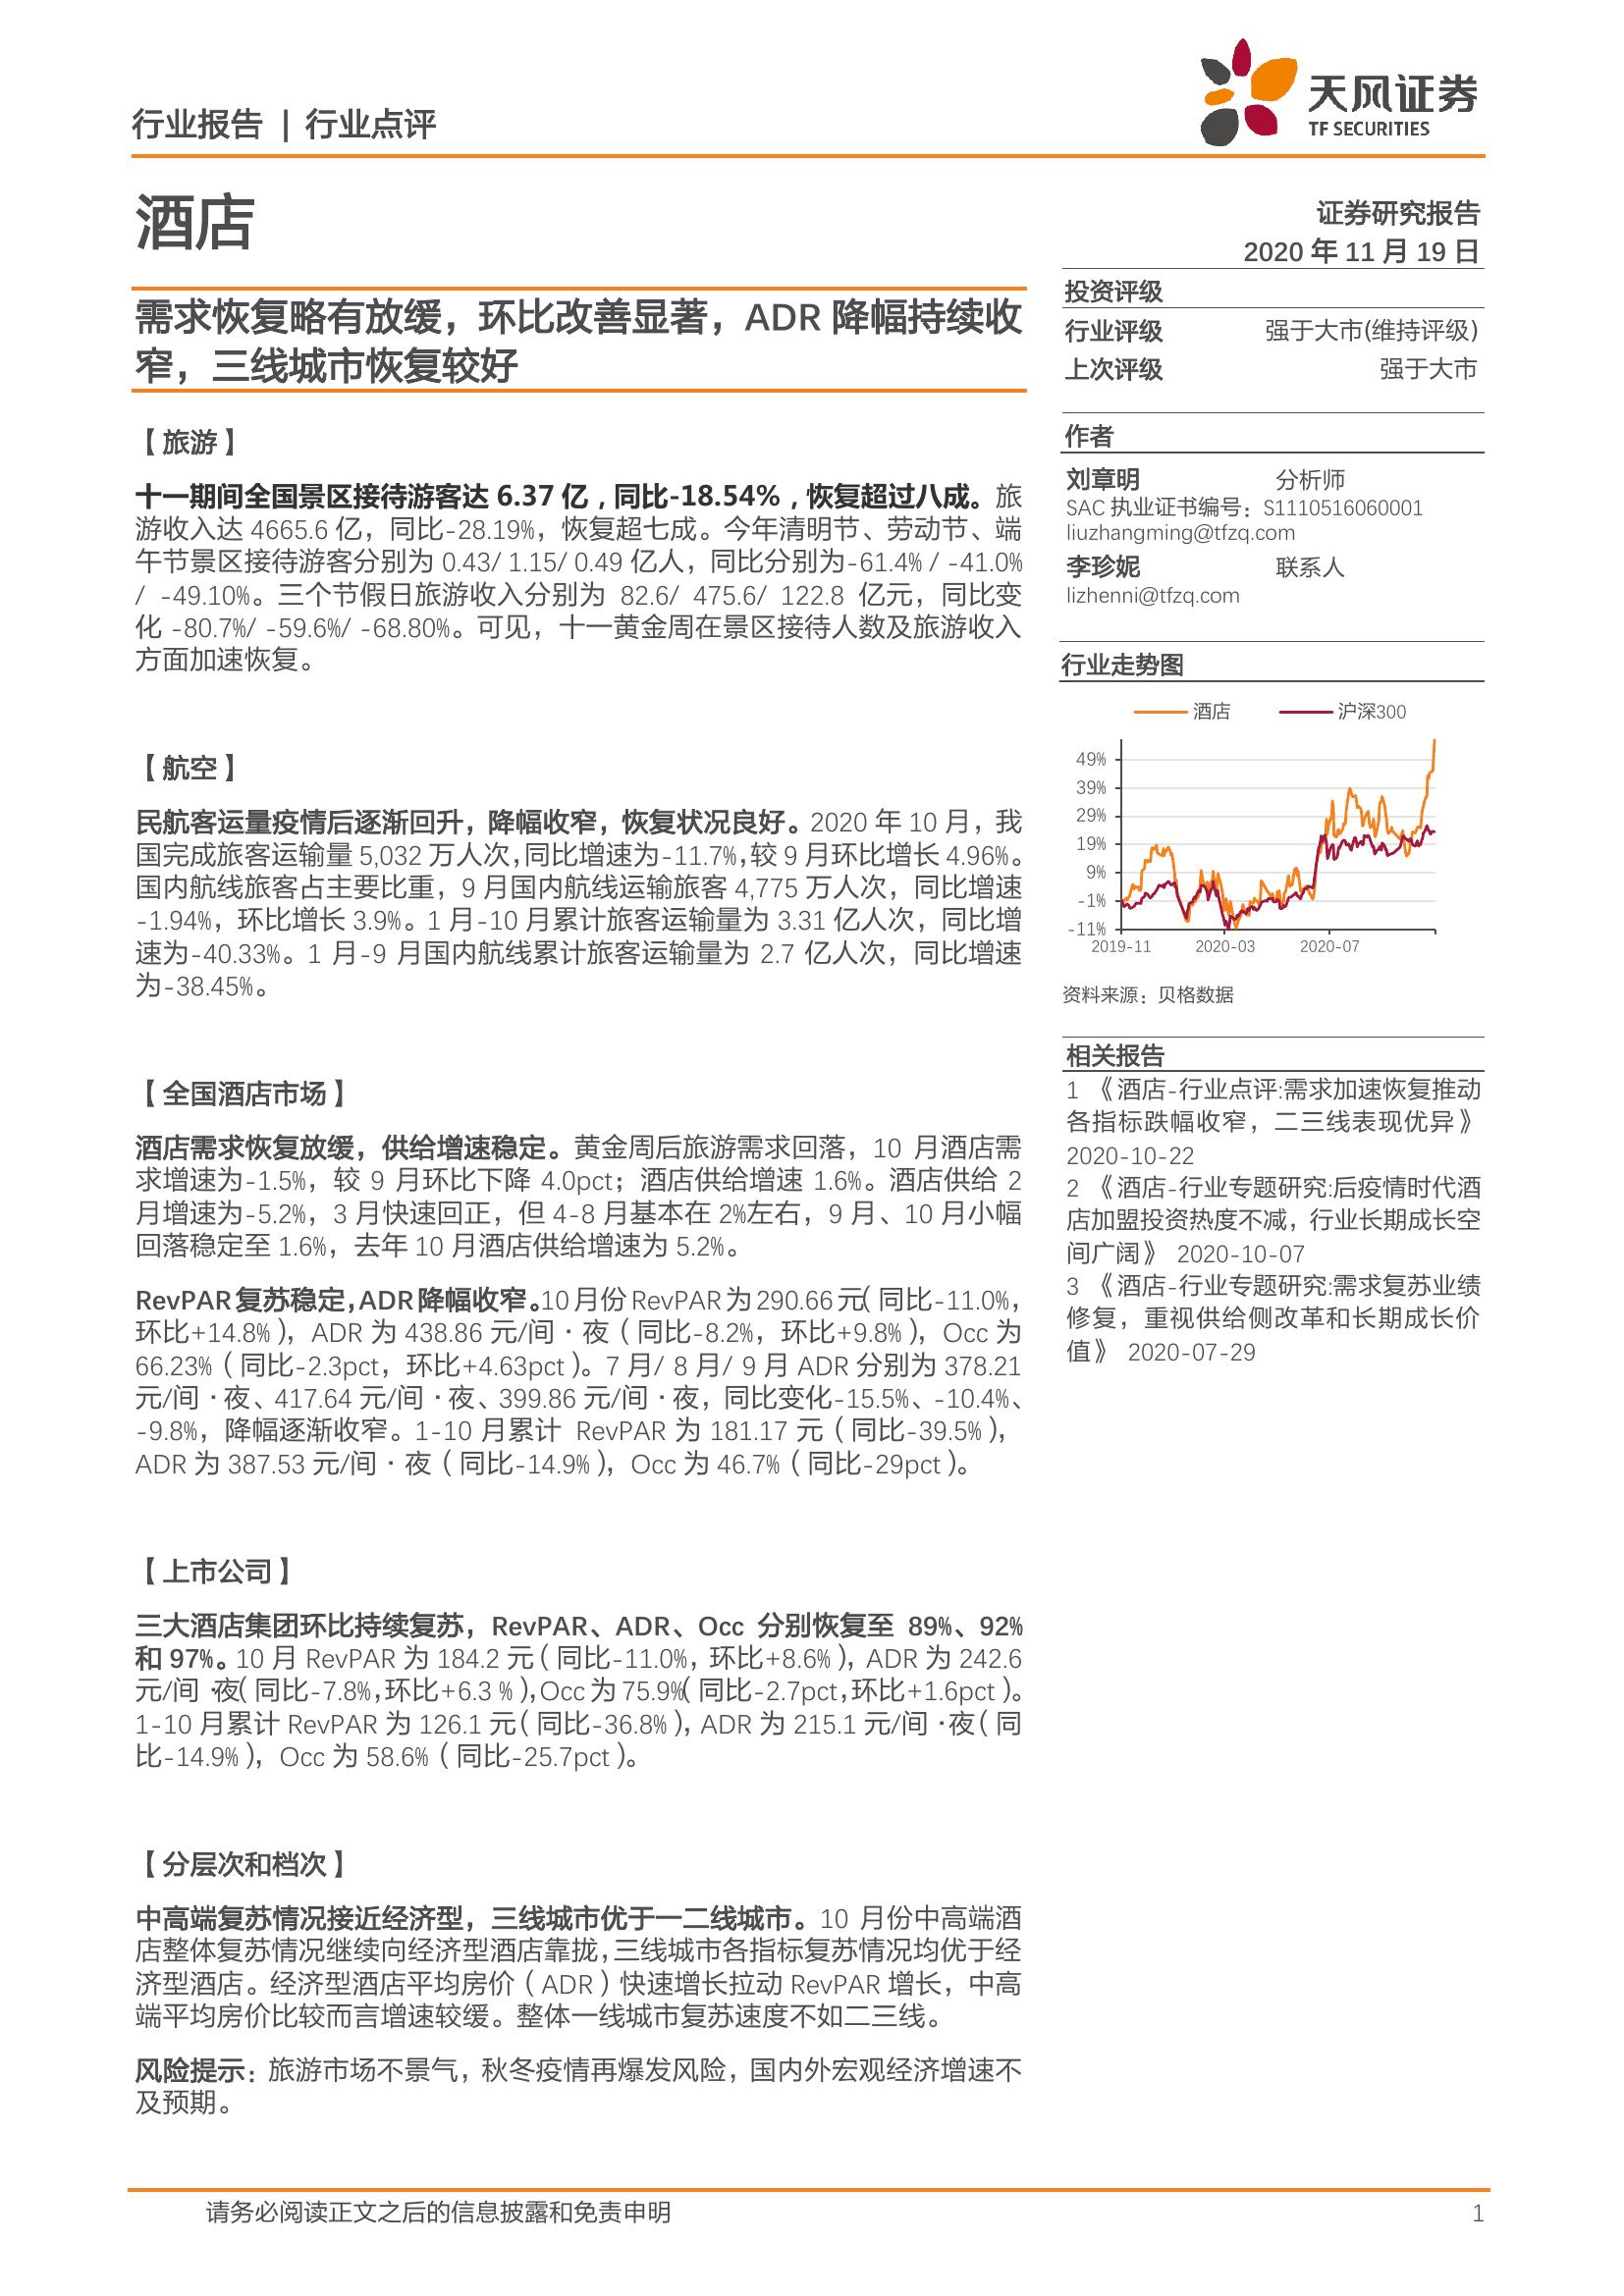 行业报告 | 行业点评
天风证券
TF SECURITIES
酒店
证券研究报告
2020 年 11 月 19 日
需求恢复略有放缓，环比改善显著，ADR 降幅持续收
窄，三线城市恢复较好
【旅游】
十一期间全国景区接待游客达 6.37 亿，同比-18.54%，恢复超过八成。旅
游收入达 4665.6 亿，同比-28.19%，恢复超七成。今年清明节、劳动节、端
午节景区接待游客分别为 0.43/ 1.15/ 0.49 亿人，同比分别为-61.4% / -41.0%
/ -49.10%。三个节假日旅游收入分别为 82.6/ 475.6/ 122.8 亿元，同比变
化 -80.7%/ -59.6%/ -68.80%。可见，十一黄金周在景区接待人数及旅游收入
方面加速恢复。
【航空】
民航客运量疫情后逐渐回升，降幅收窄，恢复状况良好。2020 年 10 月，我
国完成旅客运输量 5,032 万人次，同比增速为-11.7%，较 9 月环比增长 4.96%。
国内航线旅客占主要比重，9 月国内航线运输旅客 4,775 万人次，同比增速
-1.94%，环比增长 3.9%。1 月-10 月累计旅客运输量为 3.31 亿人次，同比增
速为-40.33%。1 月-9 月国内航线累计旅客运输量为 2.7 亿人次，同比增速
为-38.45%。
【全国酒店市场】
酒店需求恢复放缓，供给增速稳定。黄金周后旅游需求回落，10 月酒店需
求增速为-1.5%，较 9 月环比下降 4.0pct；酒店供给增速 1.6%。酒店供给 2
月增速为-5.2%，3 月快速回正，但 4-8 月基本在 2%左右，9 月、10 月小幅
回落稳定至 1.6%，去年 10 月酒店供给增速为 5.2%。
RevPAR 复苏稳定，ADR 降幅收窄。10 月份 RevPAR 为 290.66 元（同比-11.0%，
环比+14.8%），ADR 为 438.86 元/间·夜（同比-8.2%，环比+9.8%），Occ 为
66.23%（同比-2.3pct，环比+4.63pct）。7 月/ 8 月/ 9 月 ADR 分别为 378.21
元/间·夜、417.64 元/间·夜、399.86 元/间·夜，同比变化-15.5%、-10.4%、
-9.8%，降幅逐渐收窄。1-10 月累计 RevPAR 为 181.17 元（同比-39.5%），
ADR 为 387.53 元/间·夜（同比-14.9%），Occ 为 46.7%（同比-29pct）。
【上市公司】
三大酒店集团环比持续复苏，RevPAR、ADR、Occ 分别恢复至 89%、92%
和 97%。10 月 RevPAR 为 184.2 元（同比-11.0%，环比+8.6%），ADR 为 242.6
元/间·夜（同比-7.8%，环比+6.3 %），Occ 为 75.9%（同比-2.7pct，环比+1.6pct）。
1-10 月累计 RevPAR 为 126.1 元（同比-36.8%），ADR 为 215.1 元/间·夜（同
比-14.9%），Occ 为 58.6%（同比-25.7pct）。
【分层次和档次】
中高端复苏情况接近经济型，三线城市优于一二线城市。10 月份中高端酒
店整体复苏情况继续向经济型酒店靠拢，三线城市各指标复苏情况均优于经
济型酒店。经济型酒店平均房价（ADR）快速增长拉动 RevPAR 增长，中高
端平均房价比较而言增速较缓。整体一线城市复苏速度不如二三线。
风险提示：旅游市场不景气，秋冬疫情再爆发风险，国内外宏观经济增速不
及预期。
投资评级
行业评级 强于大市(维持评级)
上次评级 强于大市
作者
刘章明 分析师
SAC 执业证书编号：S1110516060001
liuzhangming@tfzq.com
李珍妮 联系人
lizhenni@tfzq.com
行业走势图
酒店 沪深300
49%
39%
29%
19%
9%
-1%
-11%
2019-11 2020-03 2020-07
资料来源：贝格数据
相关报告
1 《酒店-行业点评:需求加速恢复推动
各指标跌幅收窄，二三线表现优异》
2020-10-22
2 《酒店-行业专题研究:后疫情时代酒
店加盟投资热度不减，行业长期成长空
间广阔》 2020-10-07
3 《酒店-行业专题研究:需求复苏业绩
修复，重视供给侧改革和长期成长价
值》 2020-07-29
请务必阅读正文之后的信息披露和免责申明 1